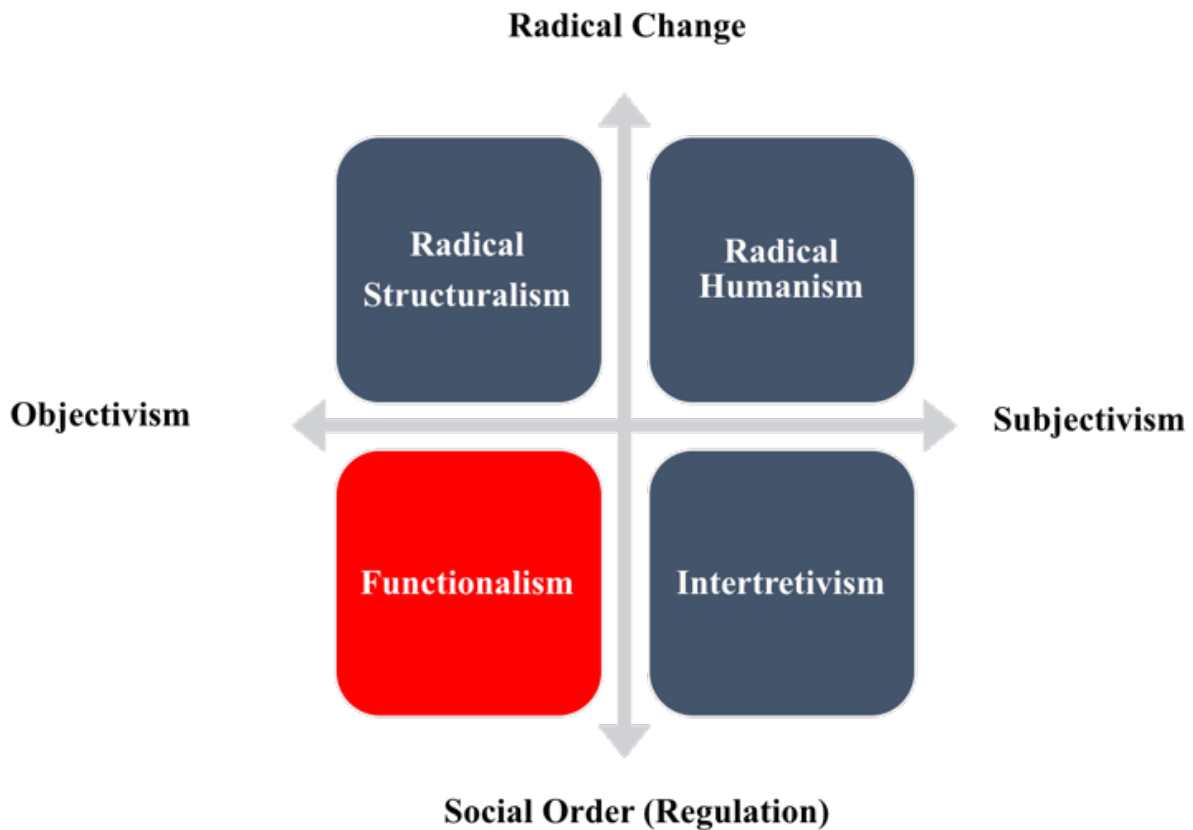 Radical Change
Radical
Structuralism
Radical
Humanism
Objectivism
Subjectivism
Functionalism
Intertretivism
Social Order (Regulation)